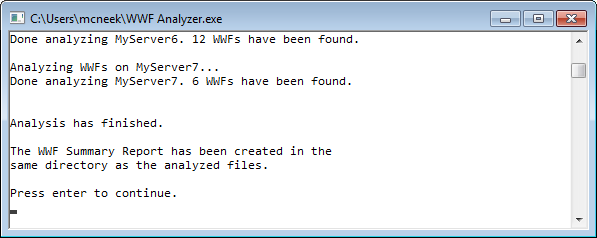 C:\Users\mcneek\WWF Analyzer.exe
Done analyzing MyServer6. 12 WWFs have been found.
Analyzing WWFs on MyServer7...
Done analyzing MyServer7. 6 WWFs have been found.
Analysis has finished.
The WWF Summary Report has been created in the
same directory as the analyzed files.
Press enter to continue.